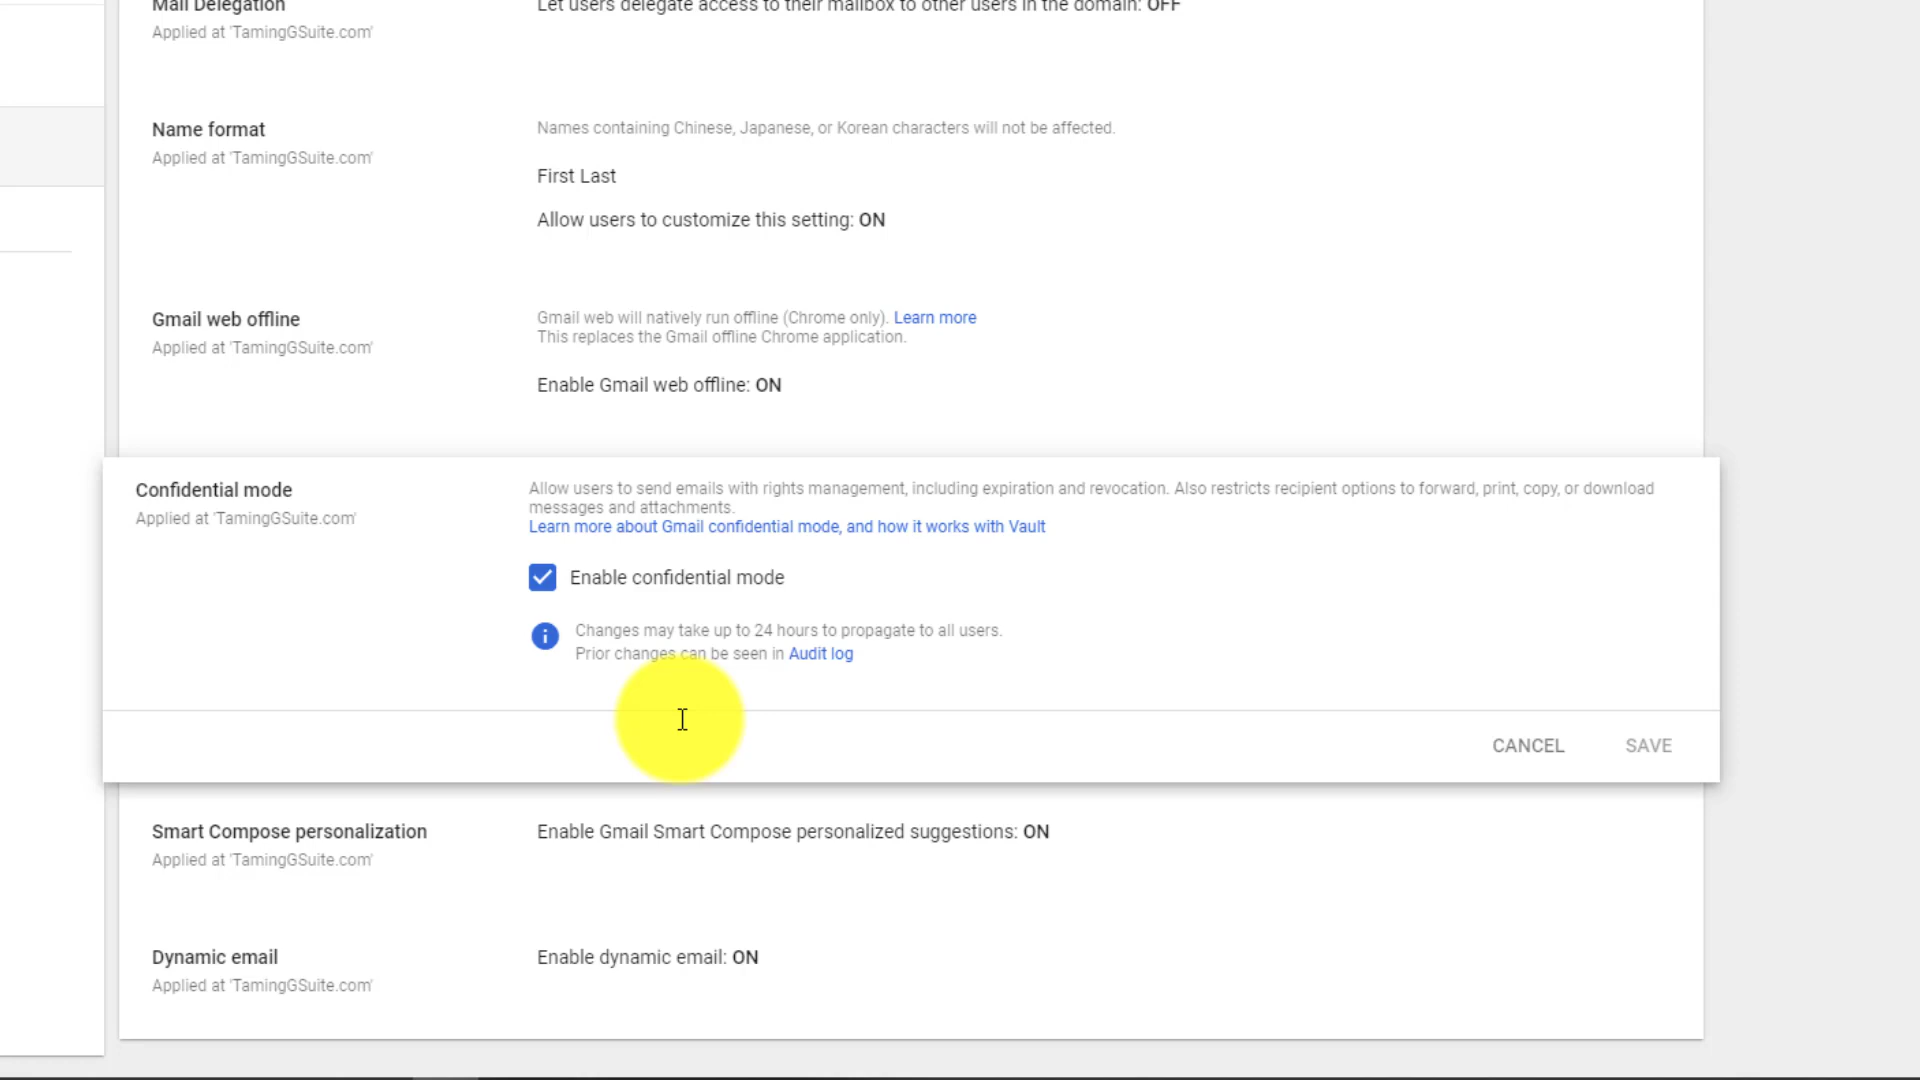 Mail Delegation
Let users delegate access to their mailbox to other users in the domain: OFF
Applied at 'TamingGSuite.com'
Name format
Names containing Chinese, Japanese, or Korean characters will not be affected.
Applied at 'TamingGSuite.com'
First Last
Allow users to customize this setting: ON
Gmail web offline
Gmail web will natively run offline (Chrome only). Learn more
This replaces the Gmail offline Chrome application.
Applied at 'TamingGSuite.com'
Enable Gmail web offline: ON
Confidential mode
Allow users to send emails with rights management, including expiration and revocation. Also restricts recipient options to forward, print, copy, or download
messages and attachments.
Applied at 'TamingGSuite.com'
Learn more about Gmail confidential mode, and how it works with Vault
Enable confidential mode
Changes may take up to 24 hours to propagate to all users.
Prior changes can be seen in Audit log
CANCEL SAVE
Smart Compose personalization
Enable Gmail Smart Compose personalized suggestions: ON
Applied at 'TamingGSuite.com'
Dynamic email
Enable dynamic email: ON
Applied at 'TamingGSuite.com'